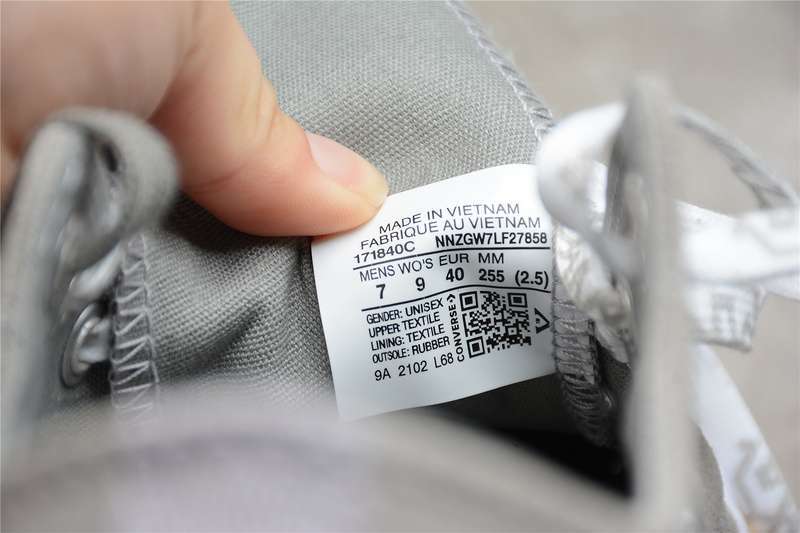 MADE IN VIETNAM
FABRIQUE AU VIETNAM
171840C NNZGW7LF27858
MENS WO'S EUR MM
7 9 40 255 (2.5)
GENDER: UNISEX
UPPER: TEXTILE
LINING: TEXTILE
OUTSOLE: RUBBER
9A 2102 L68
CONVERSE